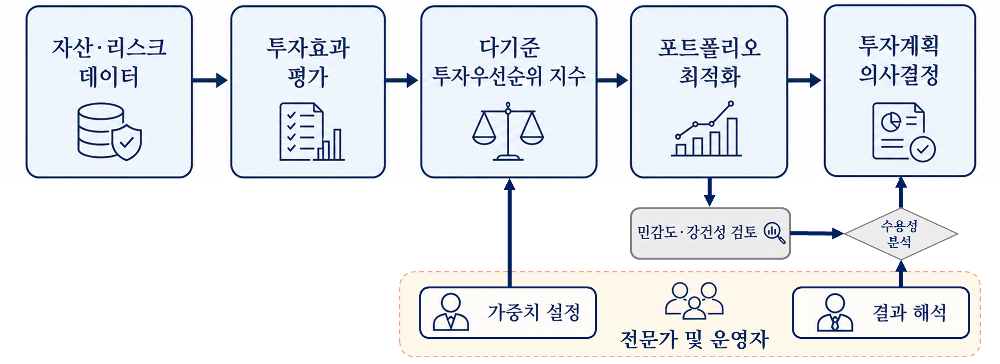 자산·리스크
데이터
투자효과
평가
다기준
투자우선순위 지수
포트폴리오
최적화
투자계획
의사결정
민감도·강건성 검토
수용성
분석
가중치 설정
전문가 및 운영자
결과 해석